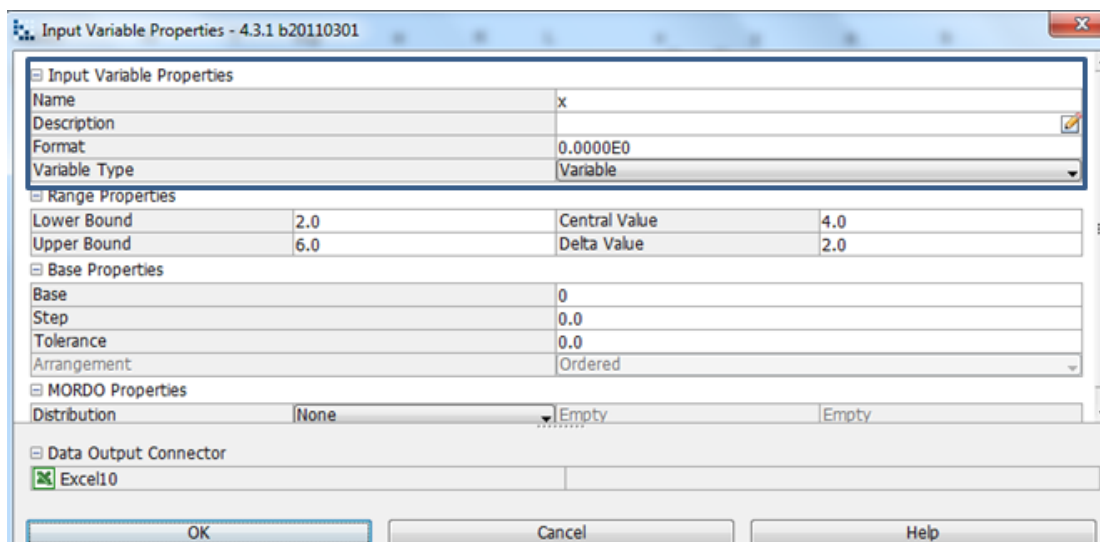 Input Variable Properties - 4.3.1 b20110301
Input Variable Properties
Name x
Description
Format 0.0000E0
Variable Type Variable
Range Properties
Lower Bound 2.0 Central Value 4.0
Upper Bound 6.0 Delta Value 2.0
Base Properties
Base 0
Step 0.0
Tolerance 0.0
Arrangement Ordered
MORDO Properties
Distribution None Empty Empty
Data Output Connector
Excel10
OK Cancel Help